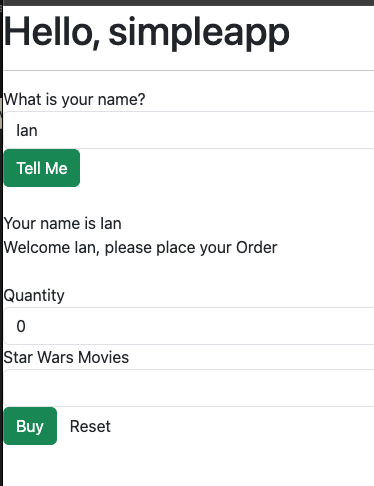 Hello, simpleapp
What is your name?
Ian
Tell Me
Your name is Ian
Welcome Ian, please place your Order
Quantity
0
Star Wars Movies
Buy Reset